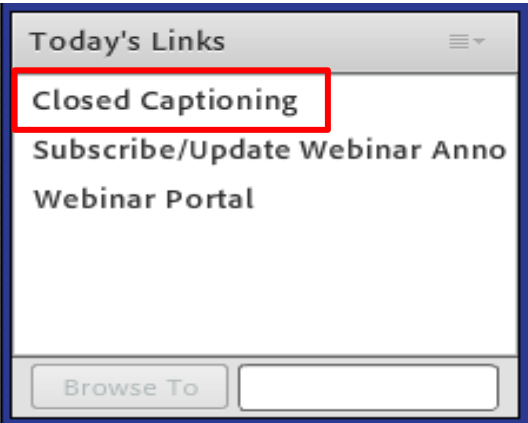 Today's Links
Closed Captioning
Subscribe/Update Webinar Anno
Webinar Portal
Browse To